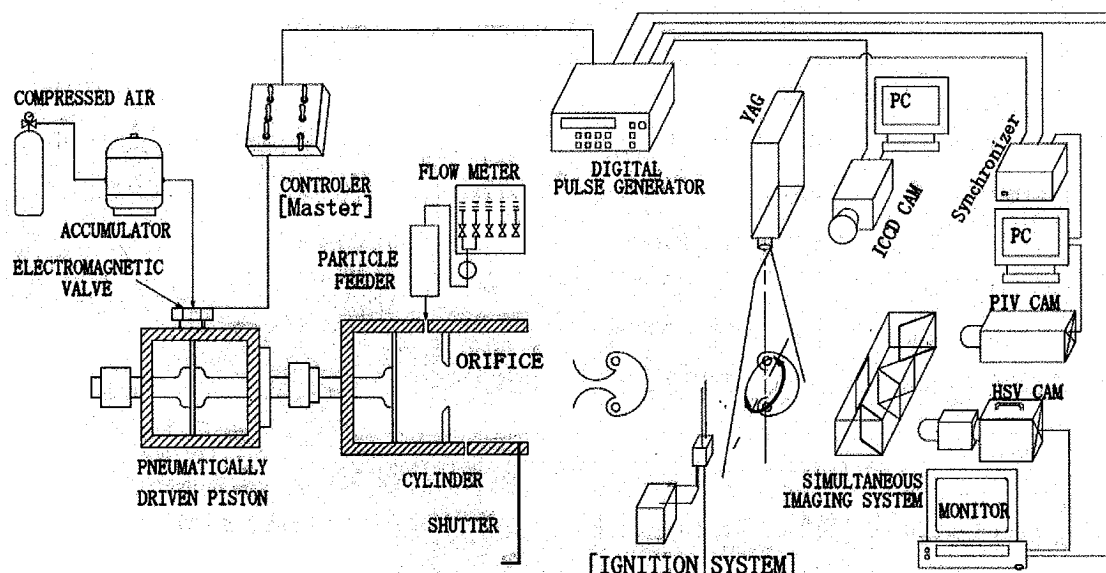 COMPRESSED AIR
ACCUMULATOR
ELECTROMAGNETIC
VALVE
CONTROLER
[Master]
FLOW METER
PARTICLE
FEEDER
DIGITAL
PULSE GENERATOR
YAG
PC
ICCD CAM
Synchronizer
PC
PIV CAM
HSV CAM
ORIFICE
PNEUMATICALLY
DRIVEN PISTON
CYLINDER
SHUTTER
SIMULTANEOUS
IMAGING SYSTEM
MONITOR
[IGNITION SYSTEM]